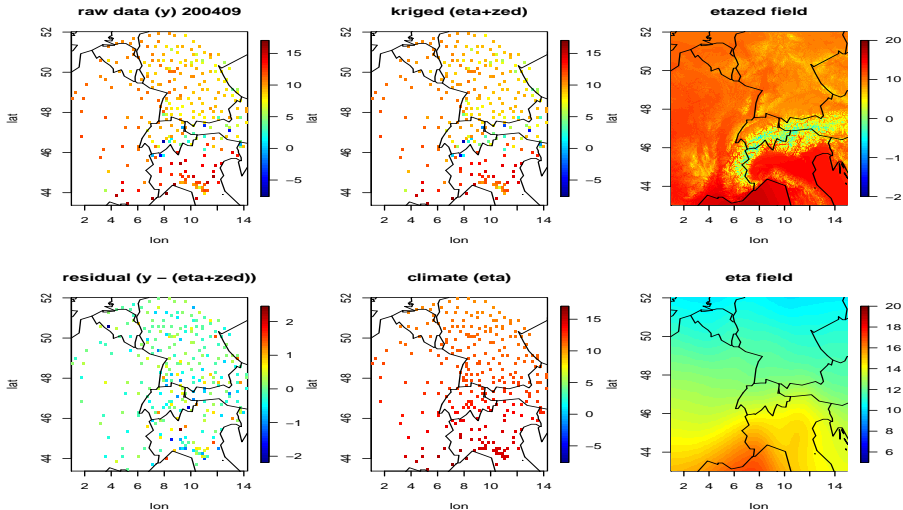 raw data (y) 200409
kriged (eta+zed)
etazed field
lat
52
50
48
46
44
2 4 6 8 10 12 14
lon
15
10
5
0
−5
lat
52
50
48
46
44
2 4 6 8 10 12 14
lon
15
10
5
0
−5
52
50
48
46
44
2 4 6 8 10 14
lon
20
10
0
−1
−2
residual (y − (eta+zed))
climate (eta)
eta field
lat
52
50
48
46
44
2 4 6 8 10 12 14
lon
2
1
0
−1
−2
lat
52
50
48
46
44
2 4 6 8 10 12 14
lon
15
10
5
0
−5
52
50
48
46
44
2 4 6 8 10 14
lon
20
18
16
14
12
10
8
6